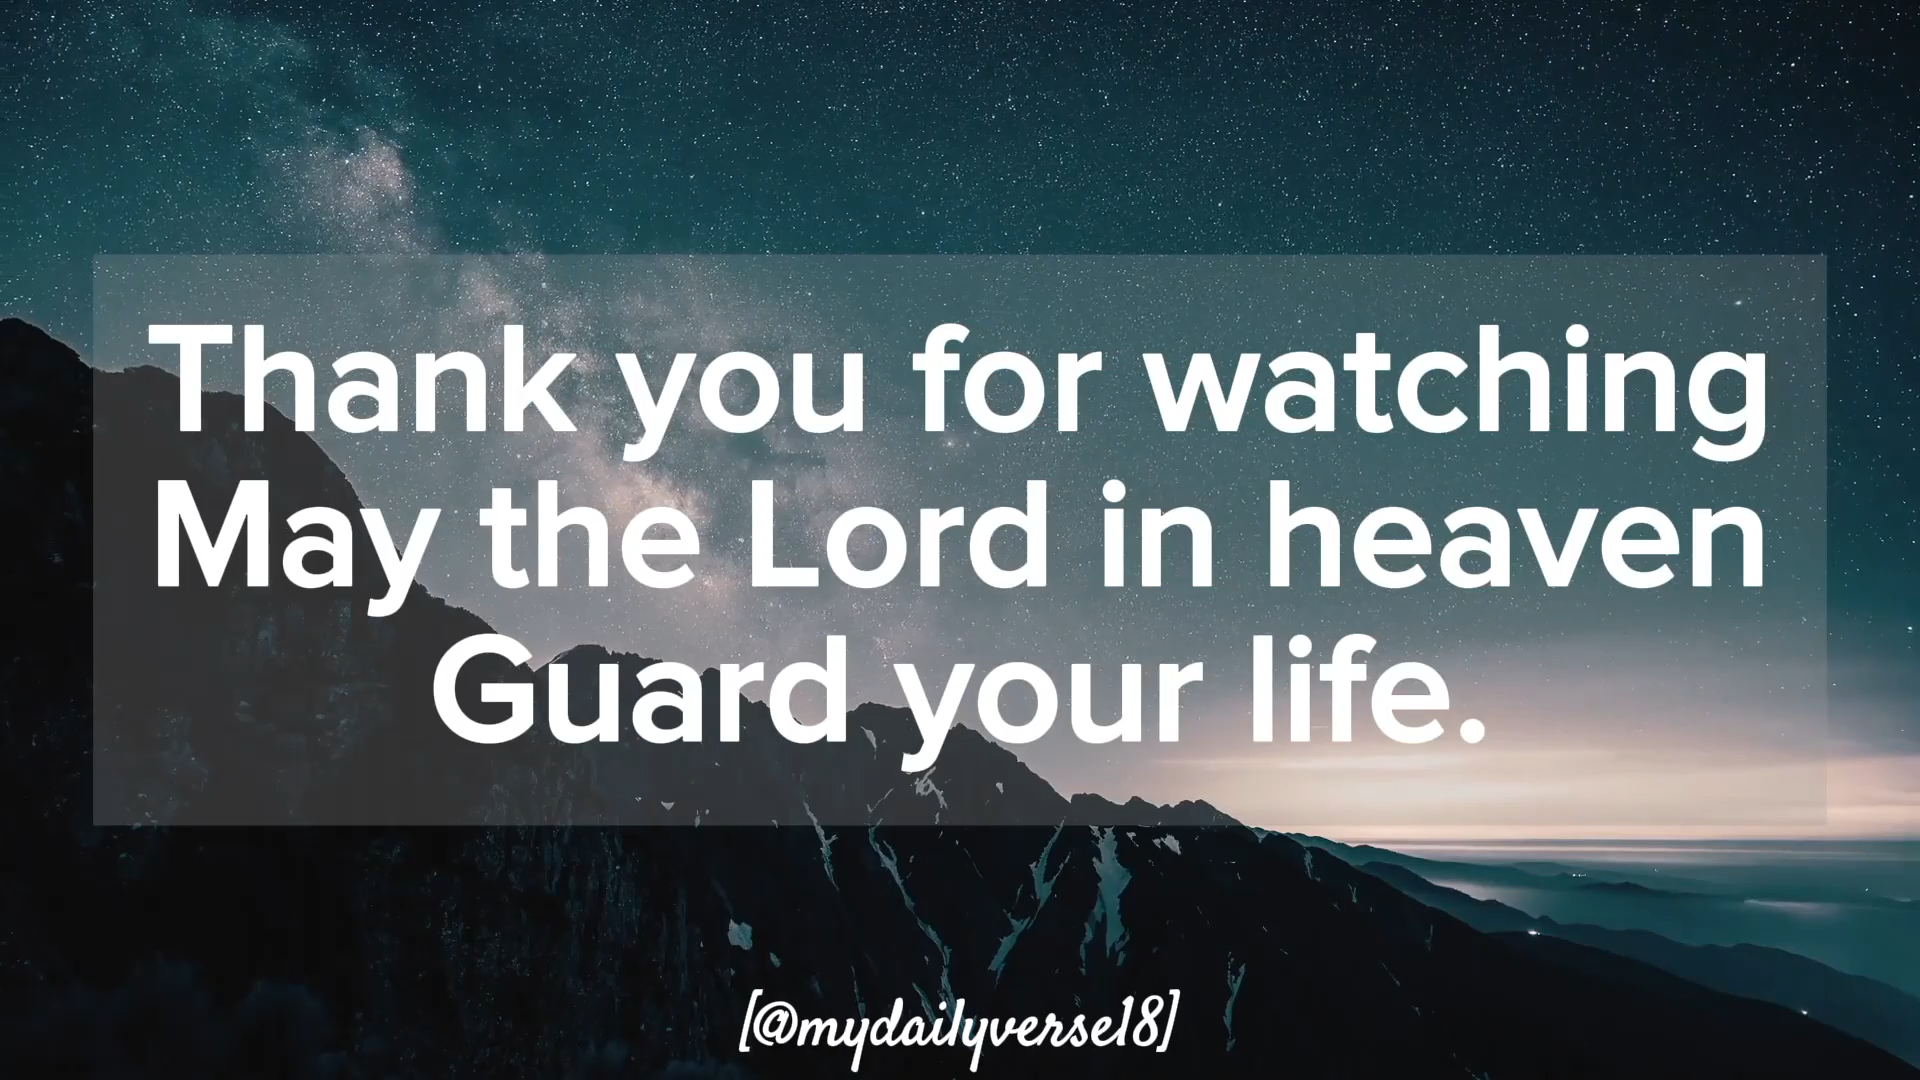 Thank you for watching
May the Lord in heaven
Guard your life.
[@mydailyverse18]